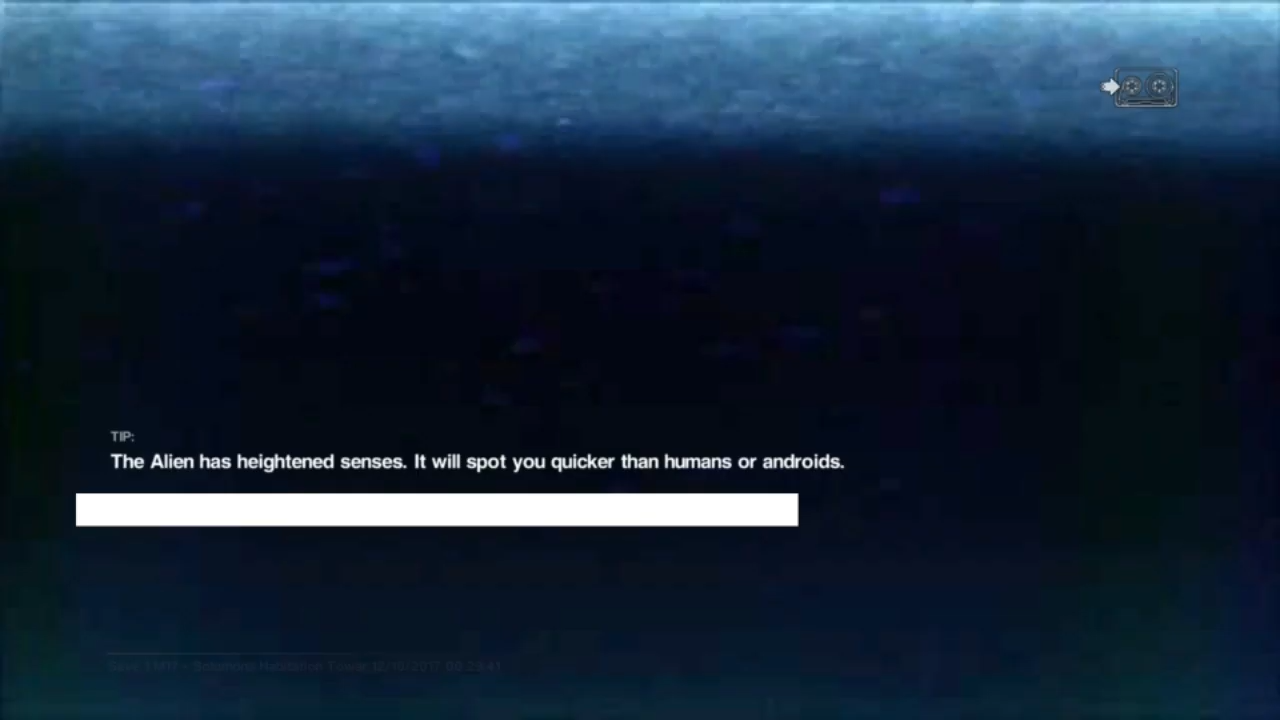 TIP:
The Alien has heightened senses. It will spot you quicker than humans or androids.